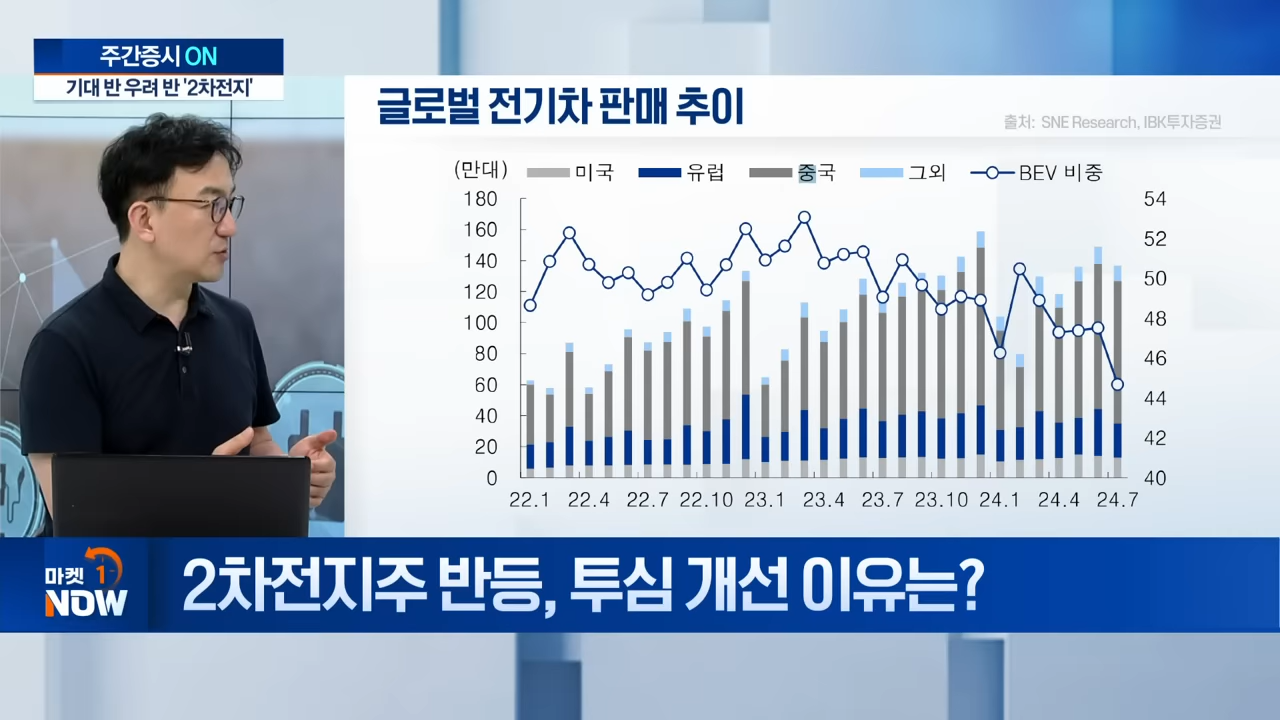 주간증시 ON
기대 반 우려 반 '2차전지'
글로벌 전기차 판매 추이
출처: SNE Research, IBK투자증권
(만대) 미국 유럽 중국 그외 BEV 비중
180 54
160 52
140 50
120 48
100 46
80 44
60 42
40 40
20
0
22.1 22.4 22.7 22.10 23.1 23.4 23.7 23.10 24.1 24.4 24.7
마켓 1
NOW
2차전지주 반등, 투심 개선 이유는?